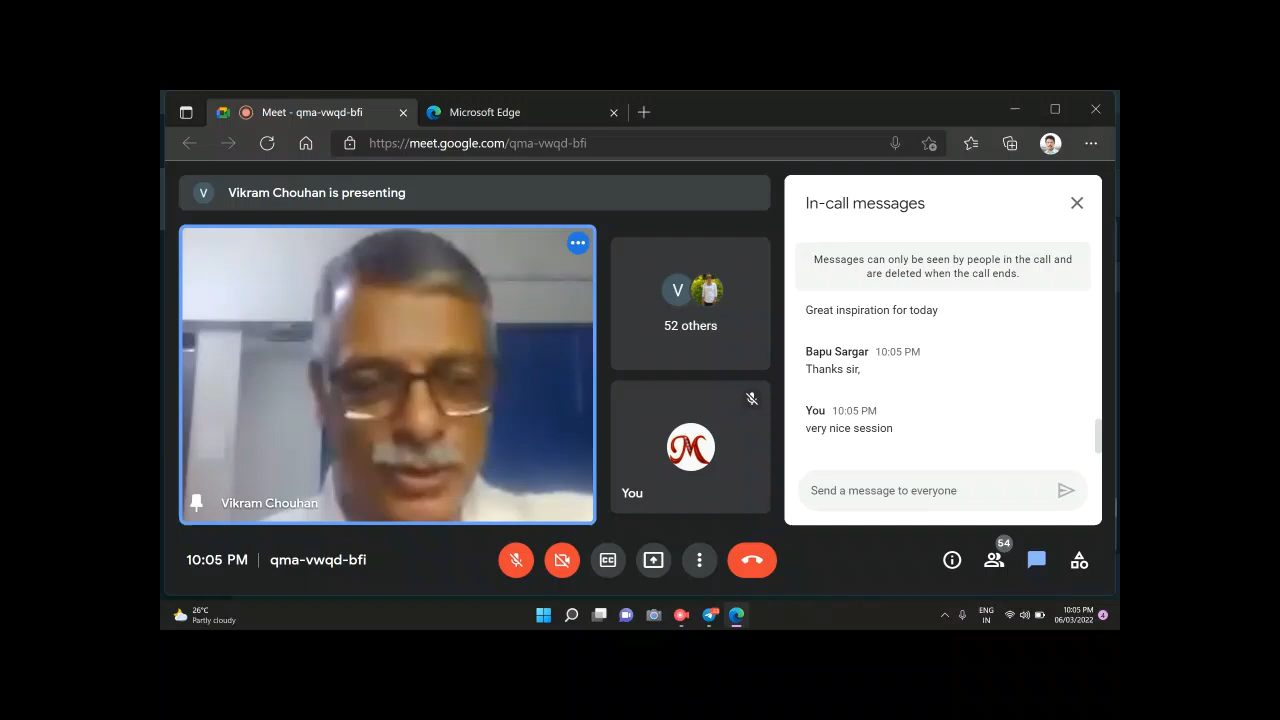 Meet - qma-vwqd-bfi
Microsoft Edge
https://meet.google.com/qma-vwqd-bfi
V
Vikram Chouhan is presenting
In-call messages
Messages can only be seen by people in the call and
are deleted when the call ends.
Great inspiration for today
V
52 others
Bapu Sargar 10:05 PM
Thanks sir,
You 10:05 PM
very nice session
M
You
Vikram Chouhan
Send a message to everyone
10:05 PM | qma-vwqd-bfi
CC
54
26°C
Partly cloudy
ENG
IN
10:05 PM
06/03/2022
4